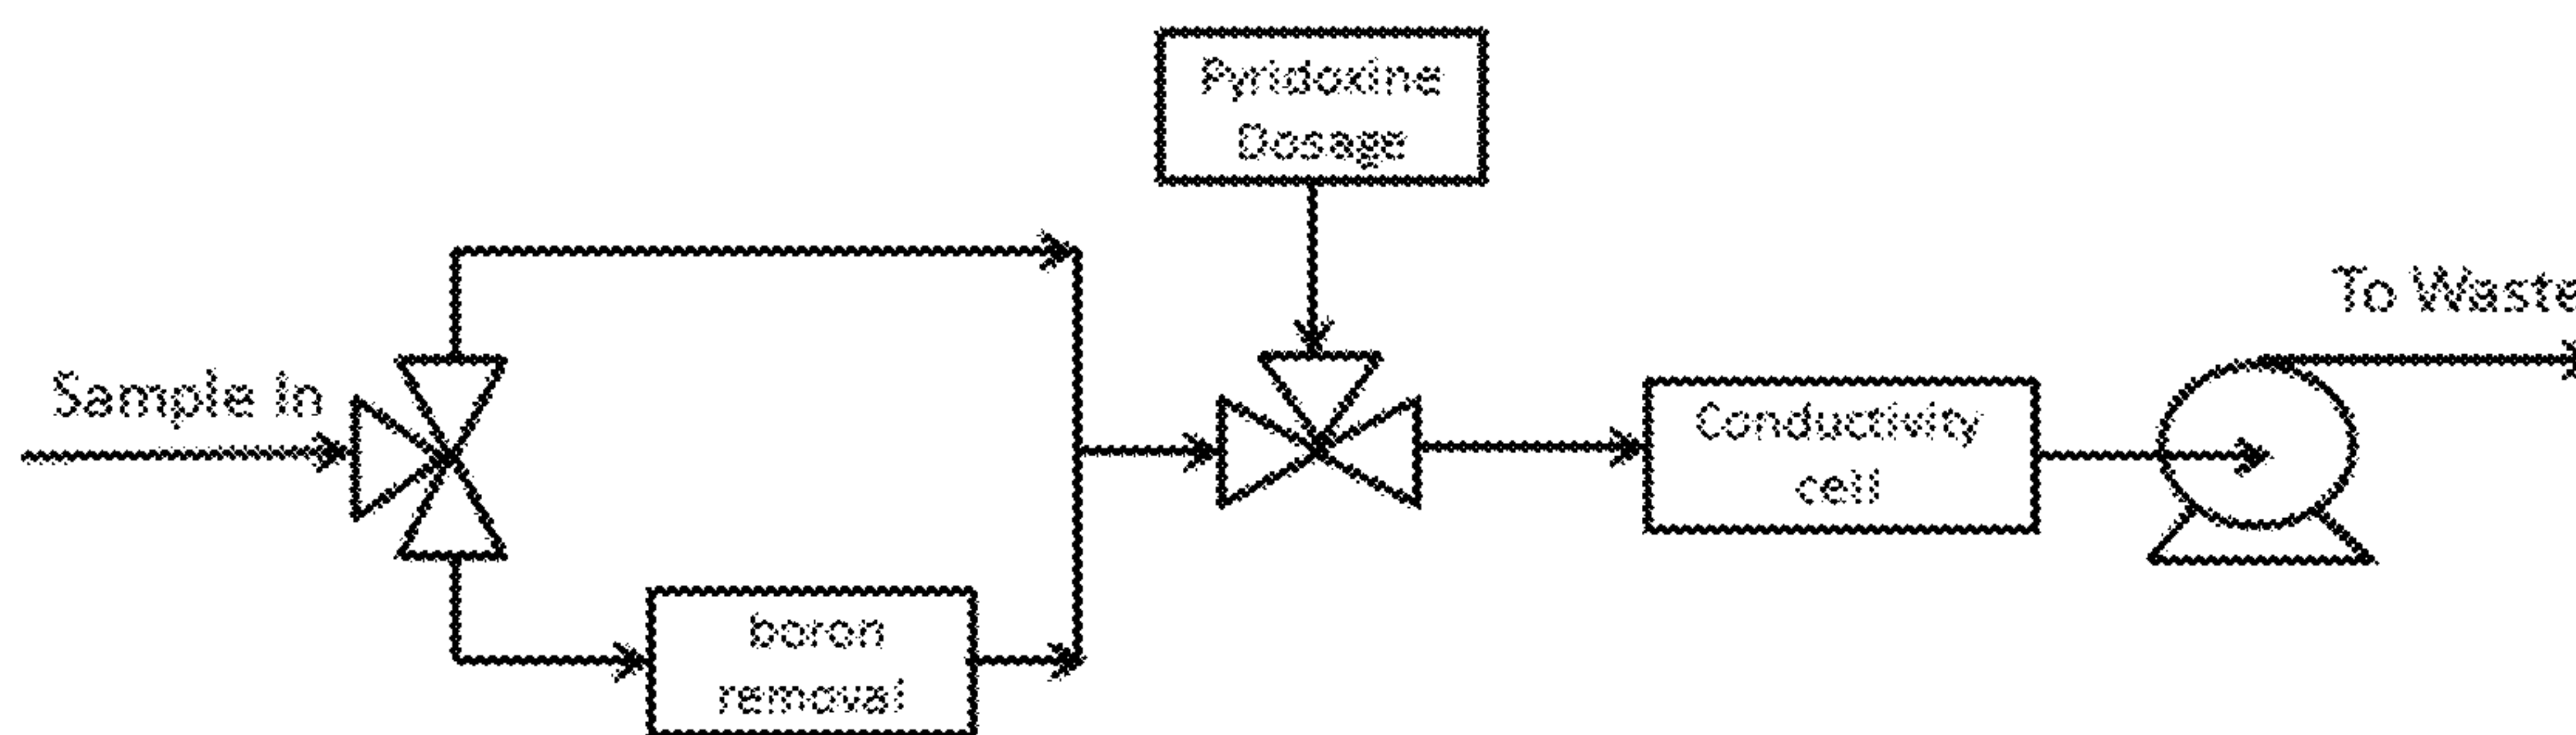 Pyridoxine
Dosage
To Waste
Sample In
Conductivity
cell
boron
removal